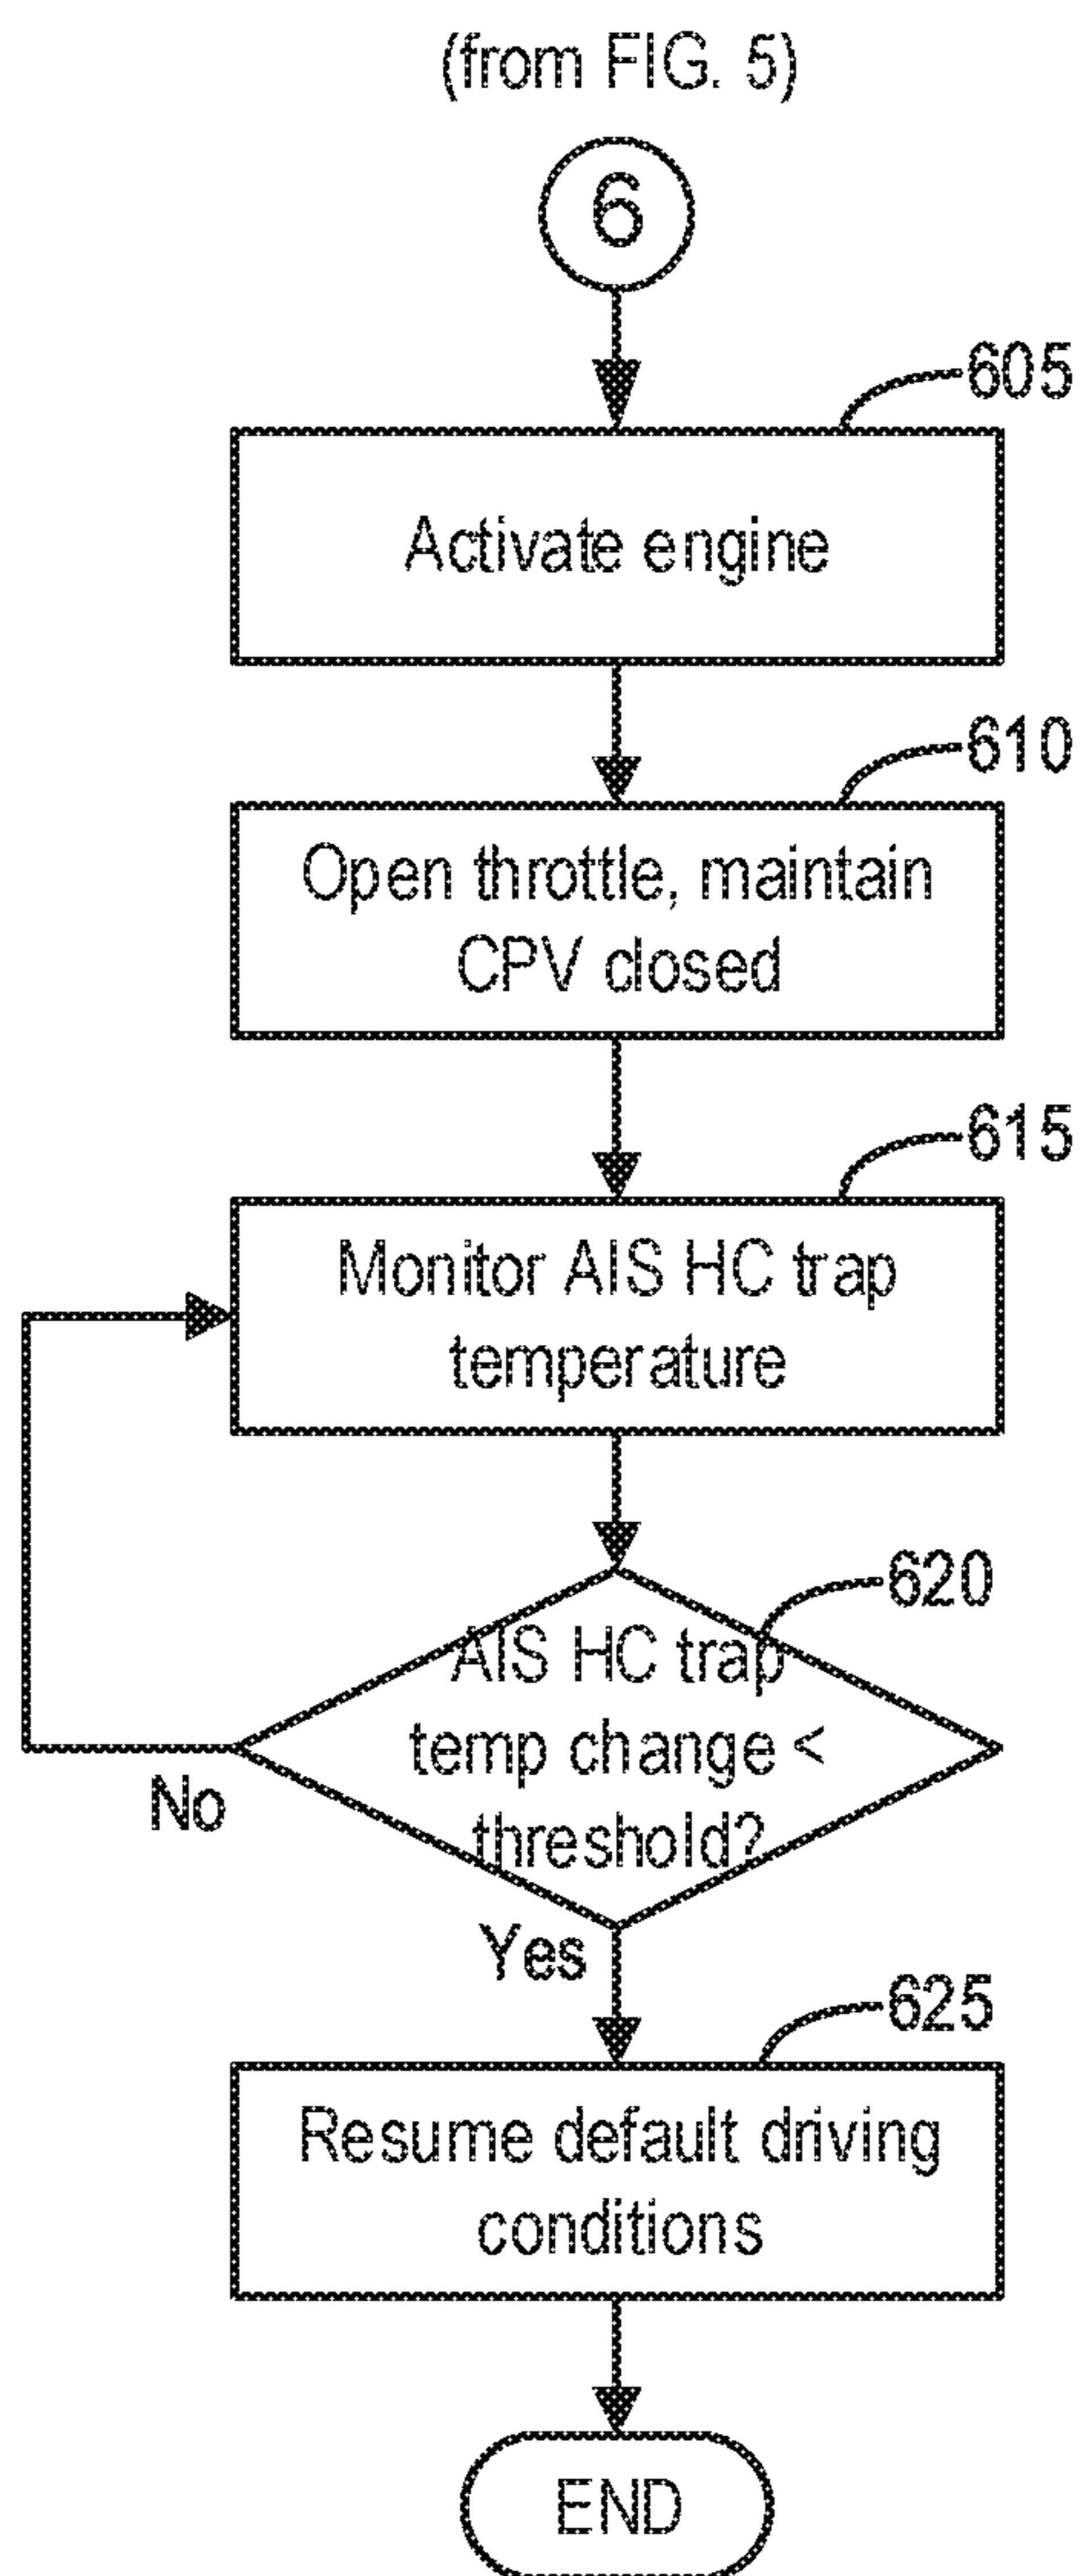 (from FIG. 5)
6
605
Activate engine
610
Open throttle, maintain
CPV closed
615
Monitor AIS HC trap
temperature
620
AIS HC trap
temp change <
threshold?
No
Yes
625
Resume default driving
conditions
END